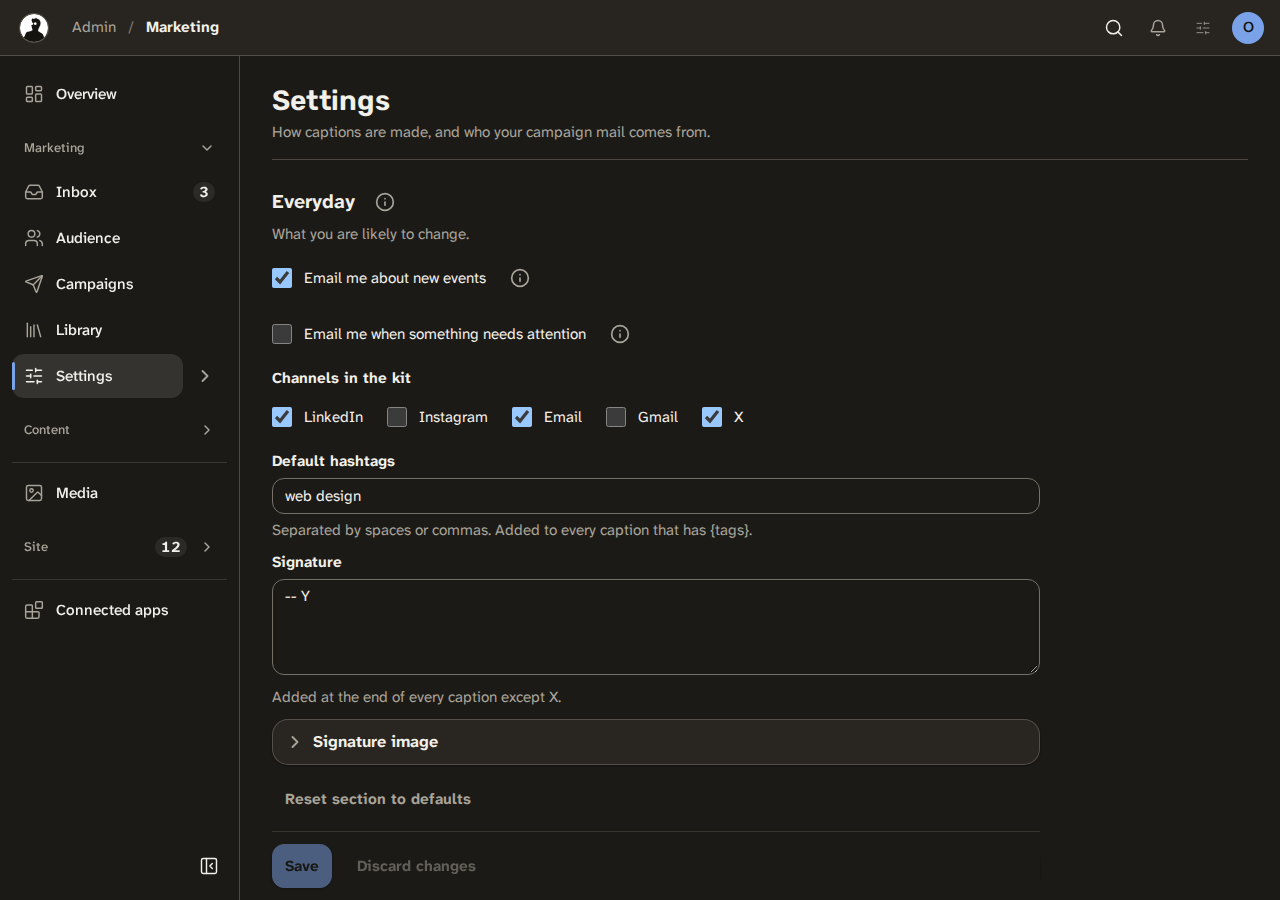 Admin / Marketing
O
Overview
Marketing
Inbox 3
Audience
Campaigns
Library
Settings
Content
Media
Site 12
Connected apps
Settings
How captions are made, and who your campaign mail comes from.
Everyday
What you are likely to change.
Email me about new events
Email me when something needs attention
Channels in the kit
LinkedIn Instagram Email Gmail X
Default hashtags
web design
Separated by spaces or commas. Added to every caption that has {tags}.
Signature
-- Y
Added at the end of every caption except X.
Signature image
Reset section to defaults
Save Discard changes